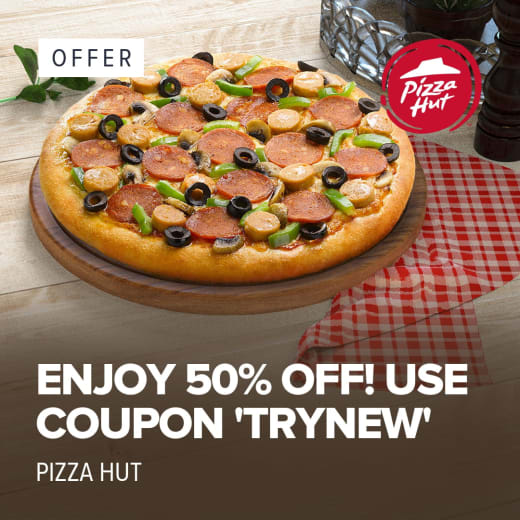 OFFER
Pizza
Hut
ENJOY 50% OFF! USE
COUPON 'TRYNEW'
PIZZA HUT